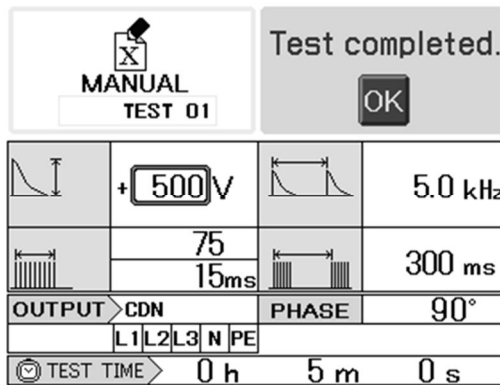 X
MANUAL
TEST 01
Test completed.
OK
+ 500 V
5.0 kHz
75
15ms
300 ms
OUTPUT CDN
PHASE 90°
L1 L2 L3 N PE
TEST TIME 0 h 5 m 0 s